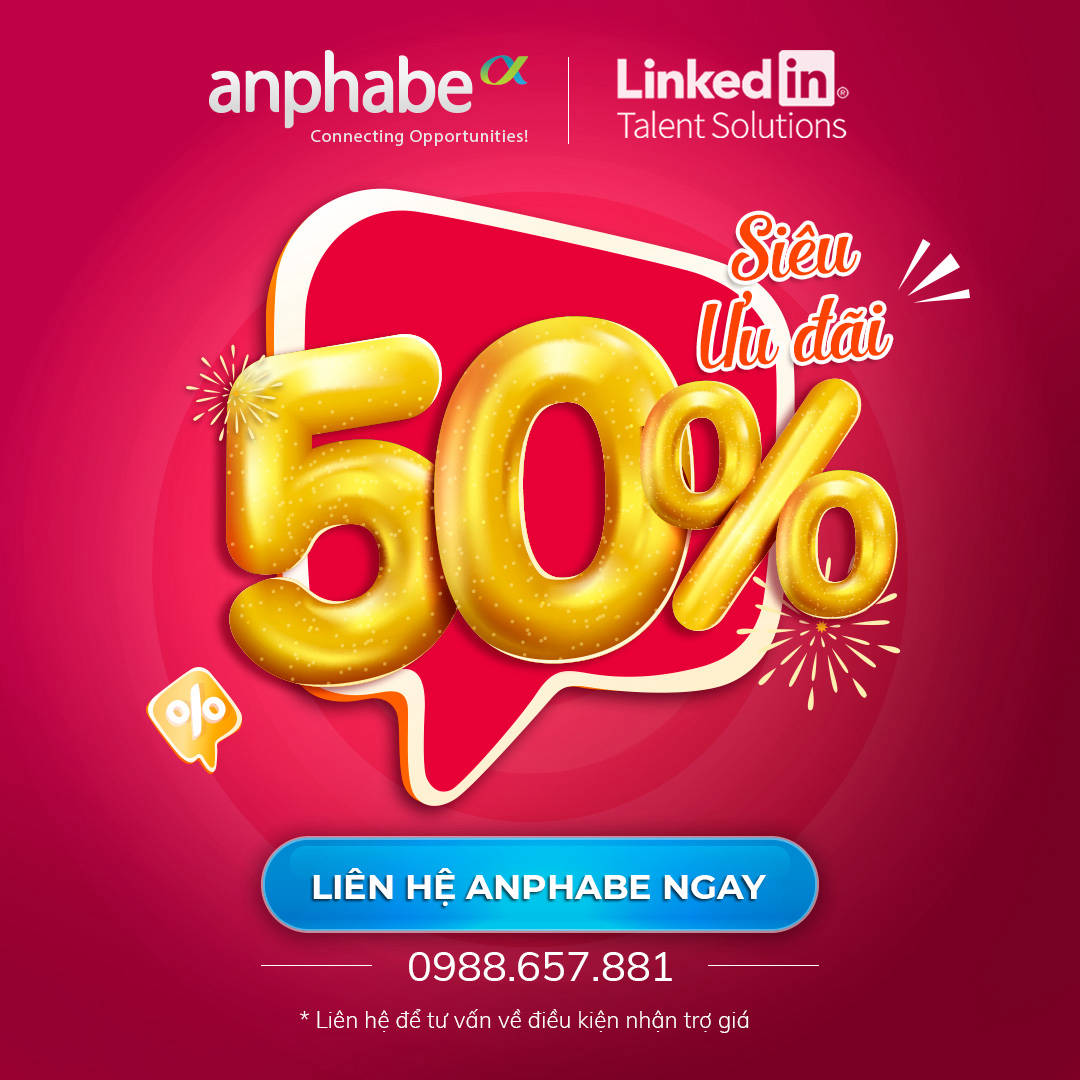 anphabe
Connecting Opportunities!
Linked in®
Talent Solutions
Siêu
Ưu đãi
50%
%
LIÊN HỆ ANPHABE NGAY
0988.657.881
* Liên hệ để tư vấn về điều kiện nhận trợ giá